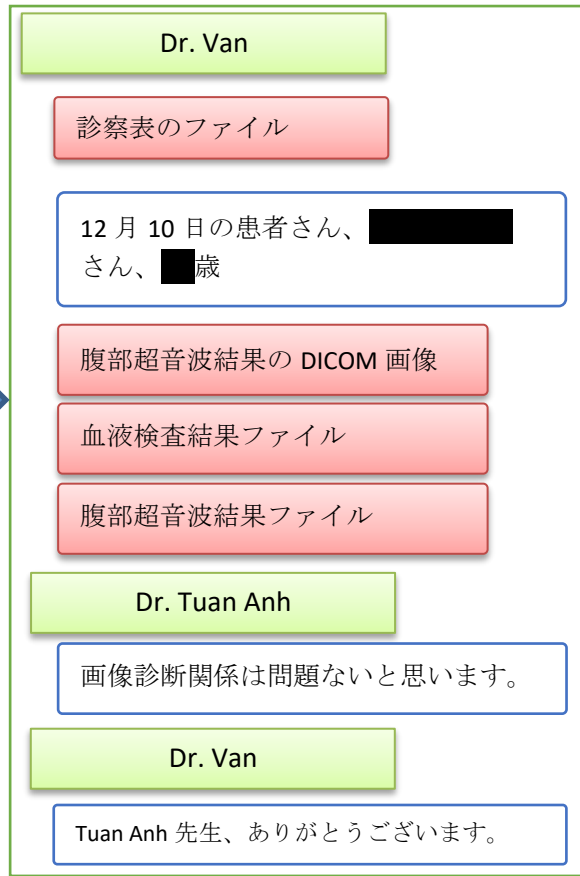 Dr. Van
診察表のファイル
12 月 10 日の患者さん、
さん、 歳
腹部超音波結果の DICOM 画像
血液検査結果ファイル
腹部超音波結果ファイル
Dr. Tuan Anh
画像診断関係は問題ないと思います。
Dr. Van
Tuan Anh 先生、ありがとうございます。